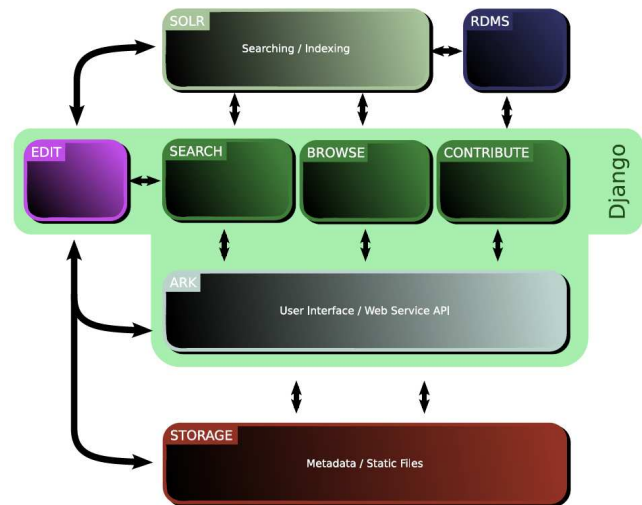 SOLR
Searching / Indexing
RDMS
EDIT
SEARCH
BROWSE
CONTRIBUTE
Django
ARK
User Interface / Web Service API
STORAGE
Metadata / Static Files